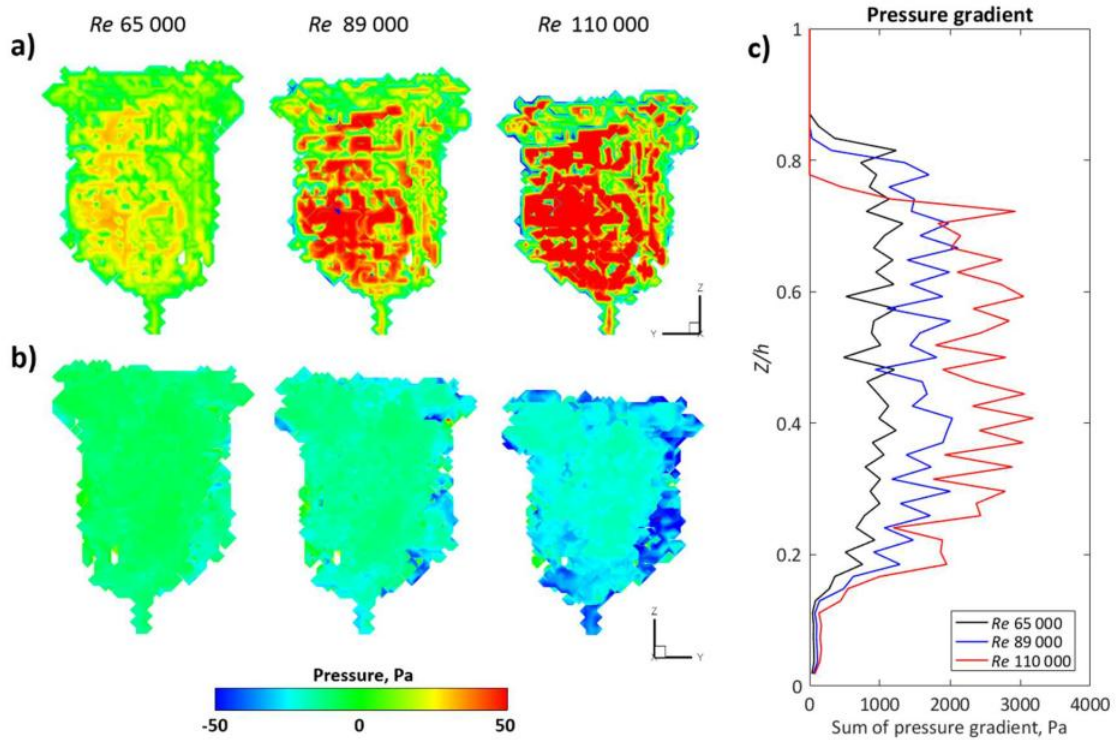 Re 65 000 Re 89 000 Re 110 000
a)
Z
Y X
b)
Z
X Y
Pressure, Pa
-50 0 50
Pressure gradient
c)
1
0.8
0.6
0.4
0.2
0
Z/h
0 1000 2000 3000 4000
Sum of pressure gradient, Pa
Re 65 000
Re 89 000
Re 110 000